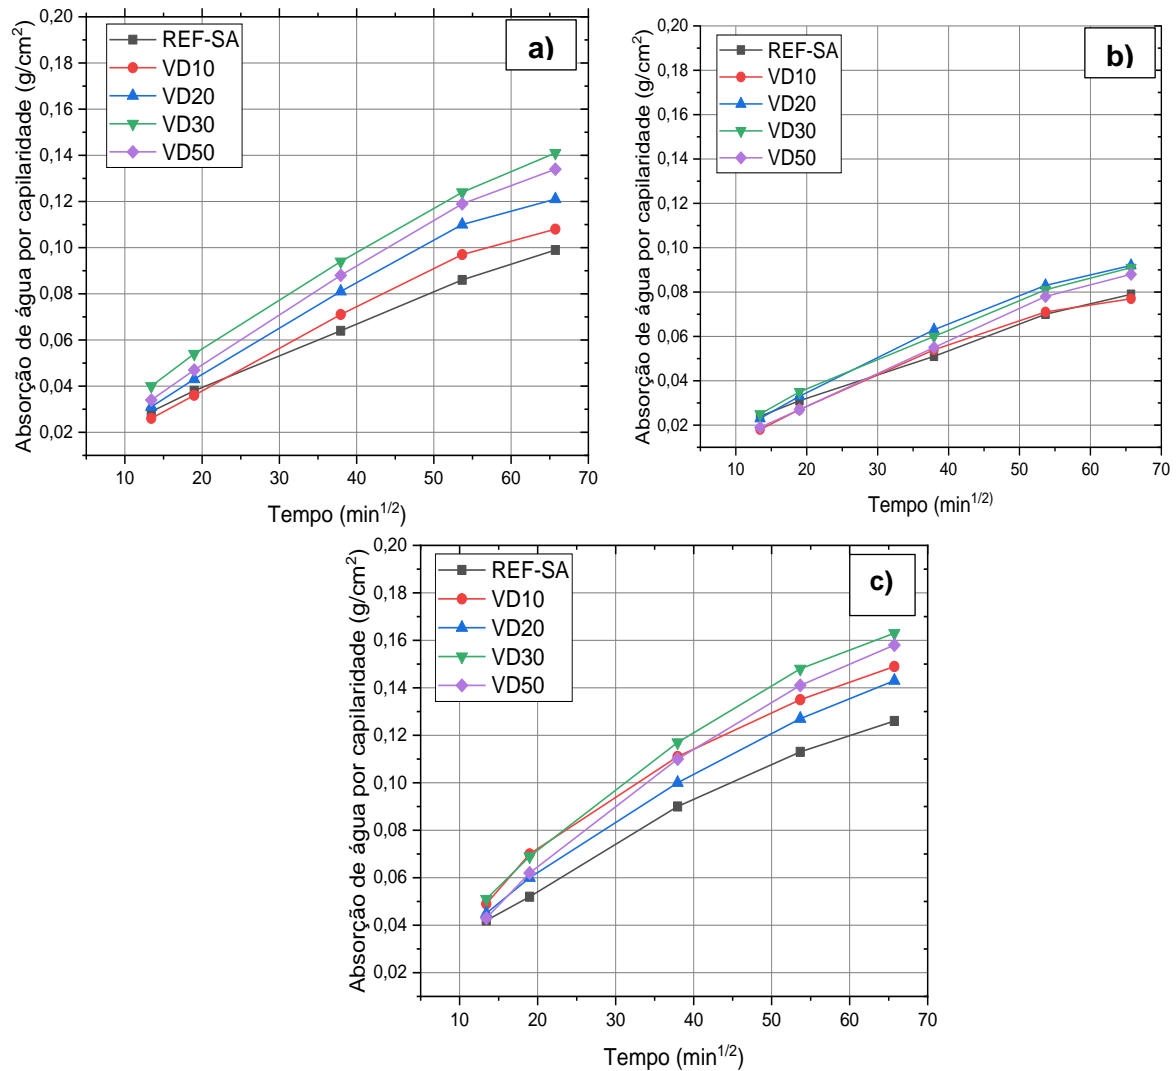 a)
REF-SA
VD10
VD20
VD30
VD50
0,20
0,18
0,16
0,14
0,12
0,10
0,08
0,06
0,04
0,02
Absorção de água por capilaridade (g/cm²)
10 20 30 40 50 60 70
Tempo (min^1/2)
b)
REF-SA
VD10
VD20
VD30
VD50
0,20
0,18
0,16
0,14
0,12
0,10
0,08
0,06
0,04
0,02
Absorção de água por capilaridade (g/cm²)
10 20 30 40 50 60 70
Tempo (min^1/2)
c)
REF-SA
VD10
VD20
VD30
VD50
0,20
0,18
0,16
0,14
0,12
0,10
0,08
0,06
0,04
0,02
Absorção de água por capilaridade (g/cm²)
10 20 30 40 50 60 70
Tempo (min^1/2)